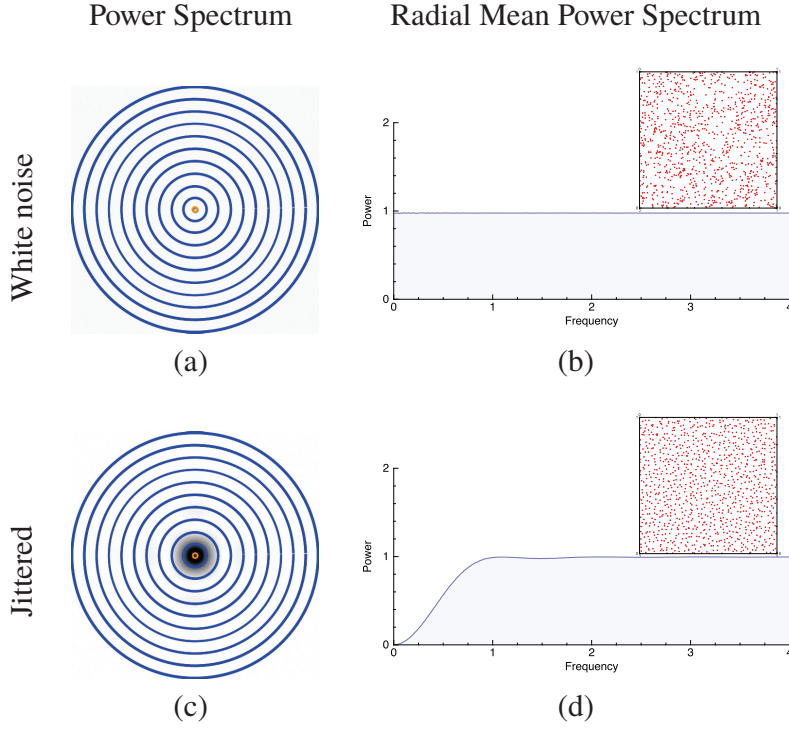 Power Spectrum
Radial Mean Power Spectrum
White noise
2
1
0
Power
0 1 2 3 4
Frequency
(a)
(b)
Jittered
2
1
0
Power
0 1 2 3 4
Frequency
(c)
(d)